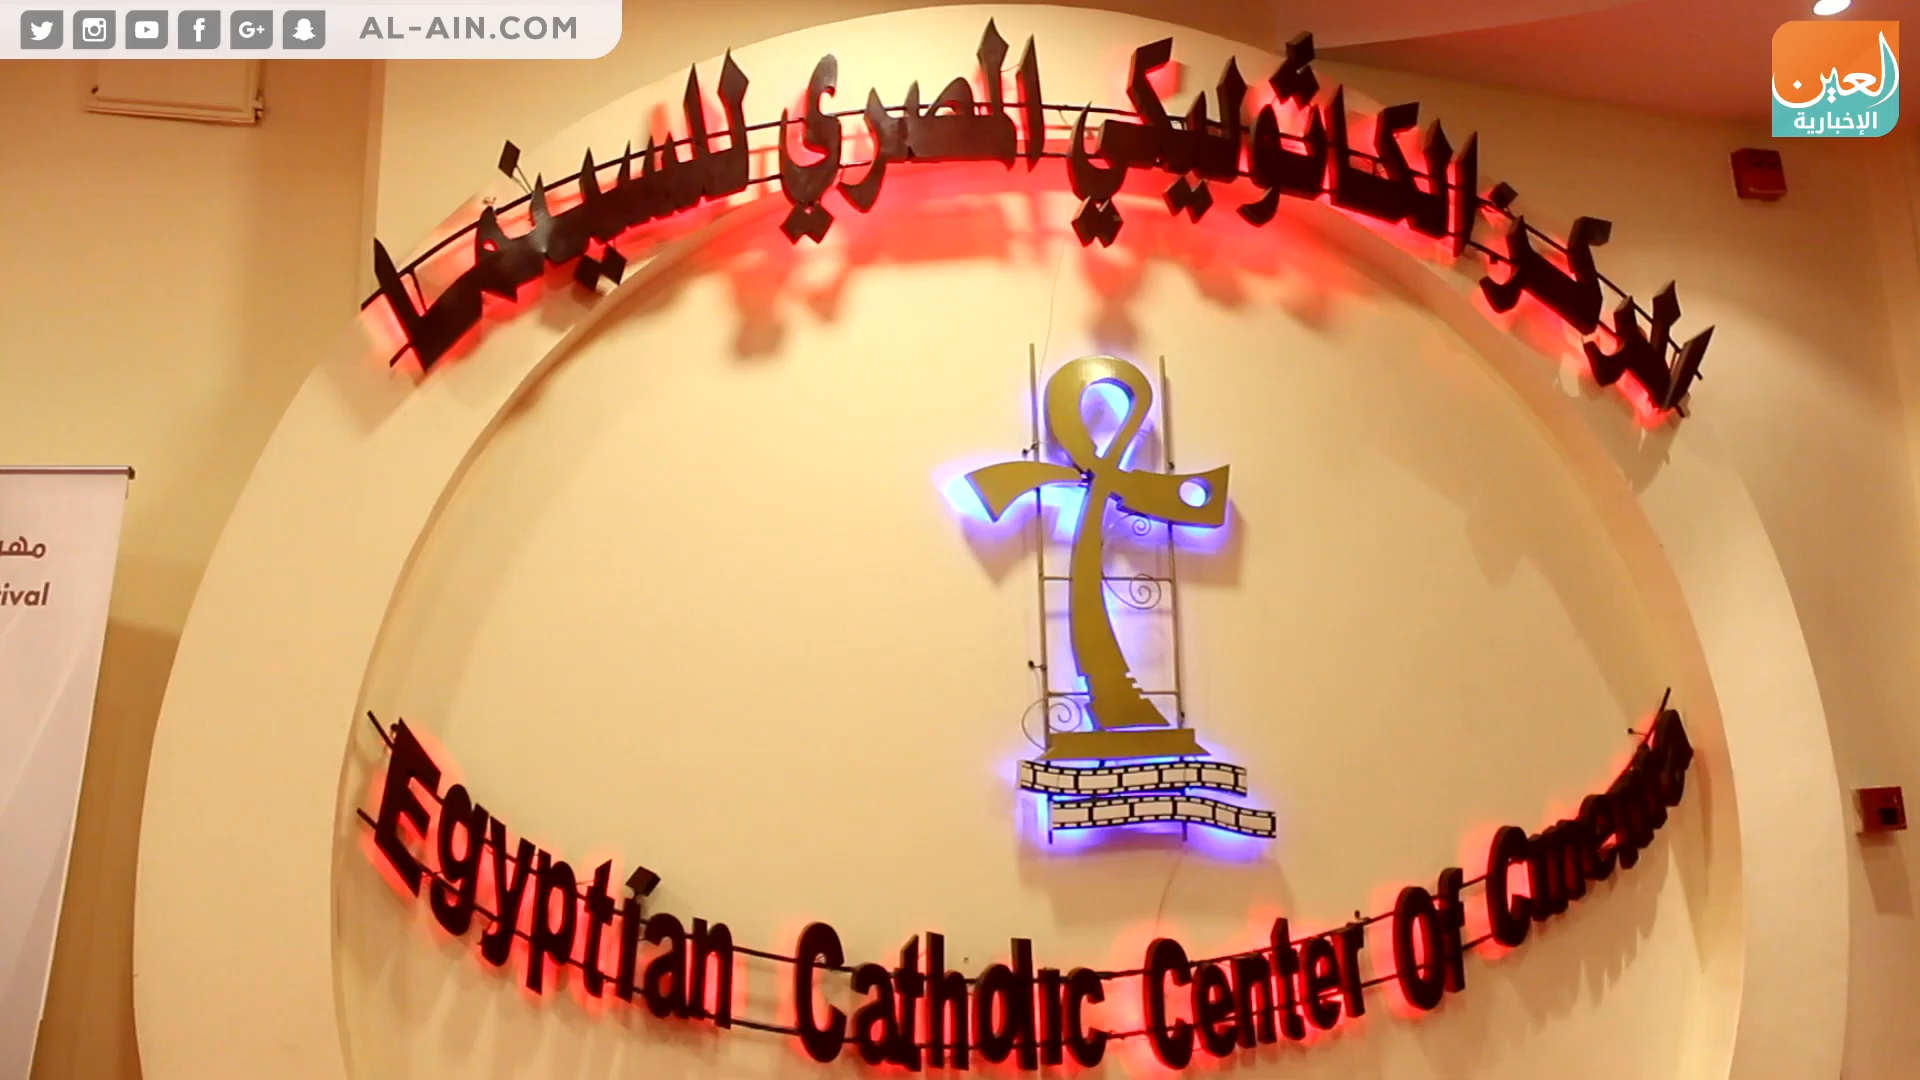 AL-AIN.COM
العين
الإخبارية
المركز الكاثوليكي المصري للسينما
Egyptian Catholic Center Of Cinema